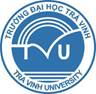 TRƯỜNG ĐẠI HỌC TRÀ VINH
TVU
TRA VINH UNIVERSITY